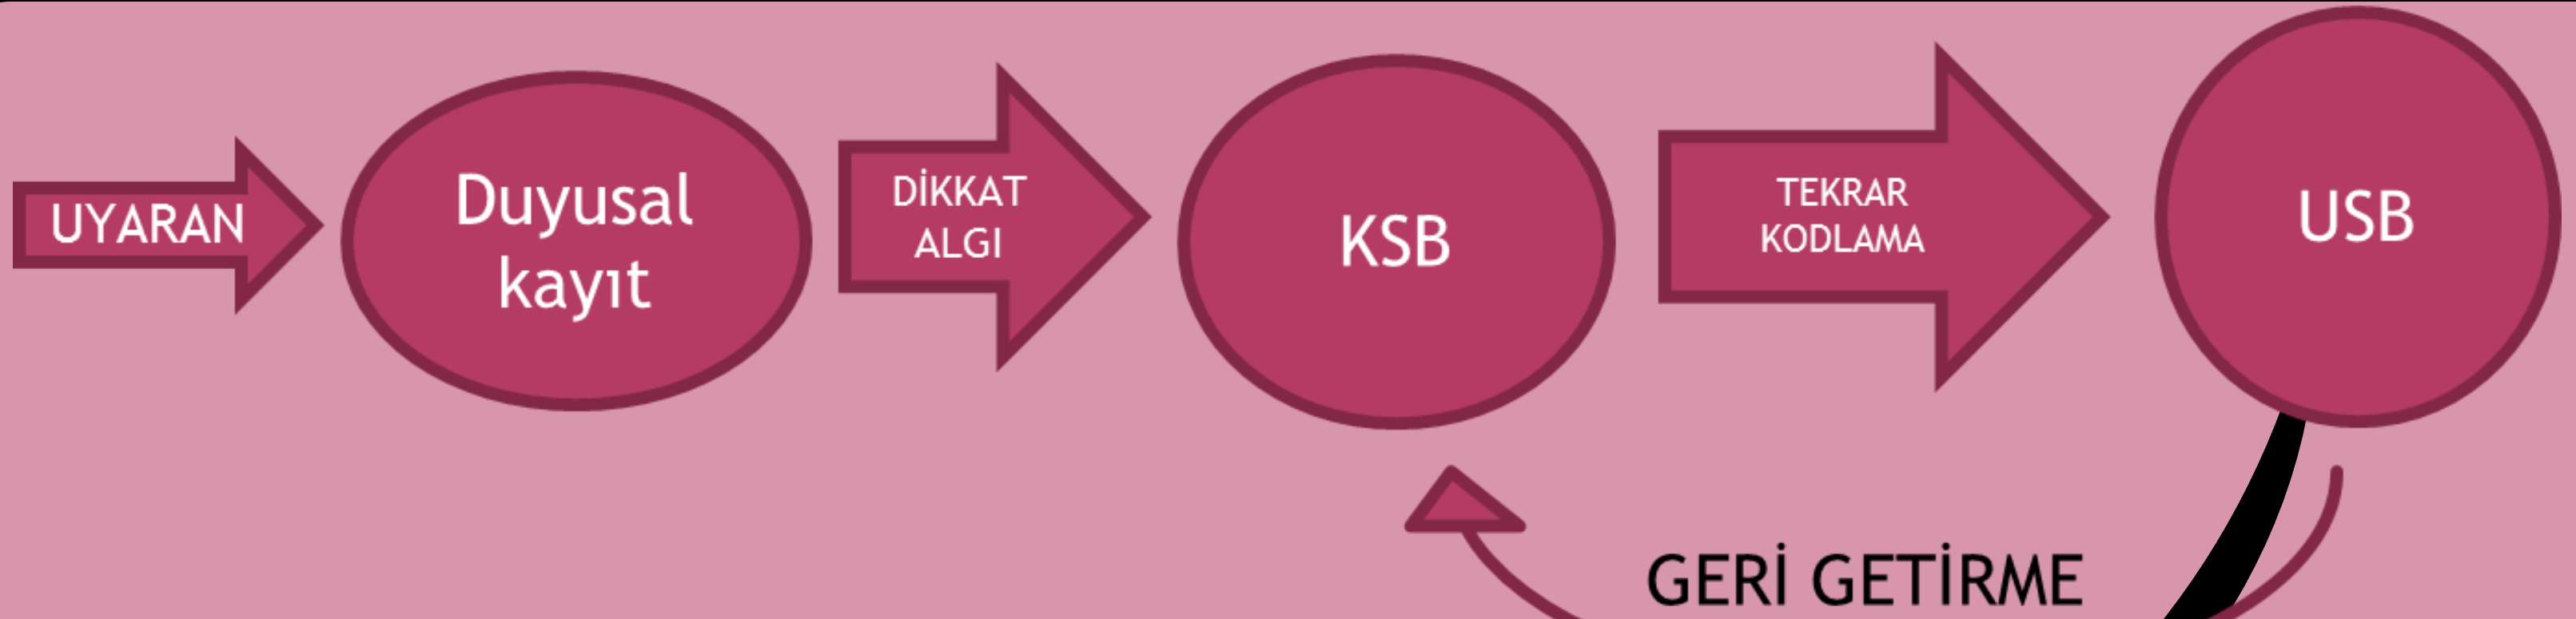 UYARAN
Duyusal
kayıt
DİKKAT
ALGI
KSB
TEKRAR
KODLAMA
USB
GERİ GETİRME